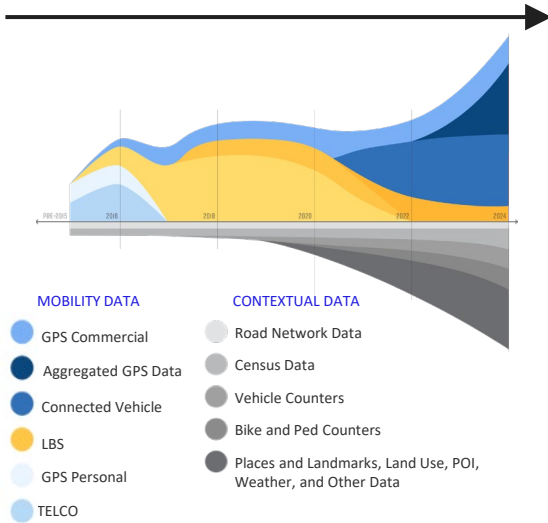 PRE-2015 2016 2018 2020 2022 2024
MOBILITY DATA
GPS Commercial
Aggregated GPS Data
Connected Vehicle
LBS
GPS Personal
TELCO
CONTEXTUAL DATA
Road Network Data
Census Data
Vehicle Counters
Bike and Ped Counters
Places and Landmarks, Land Use, POI,
Weather, and Other Data